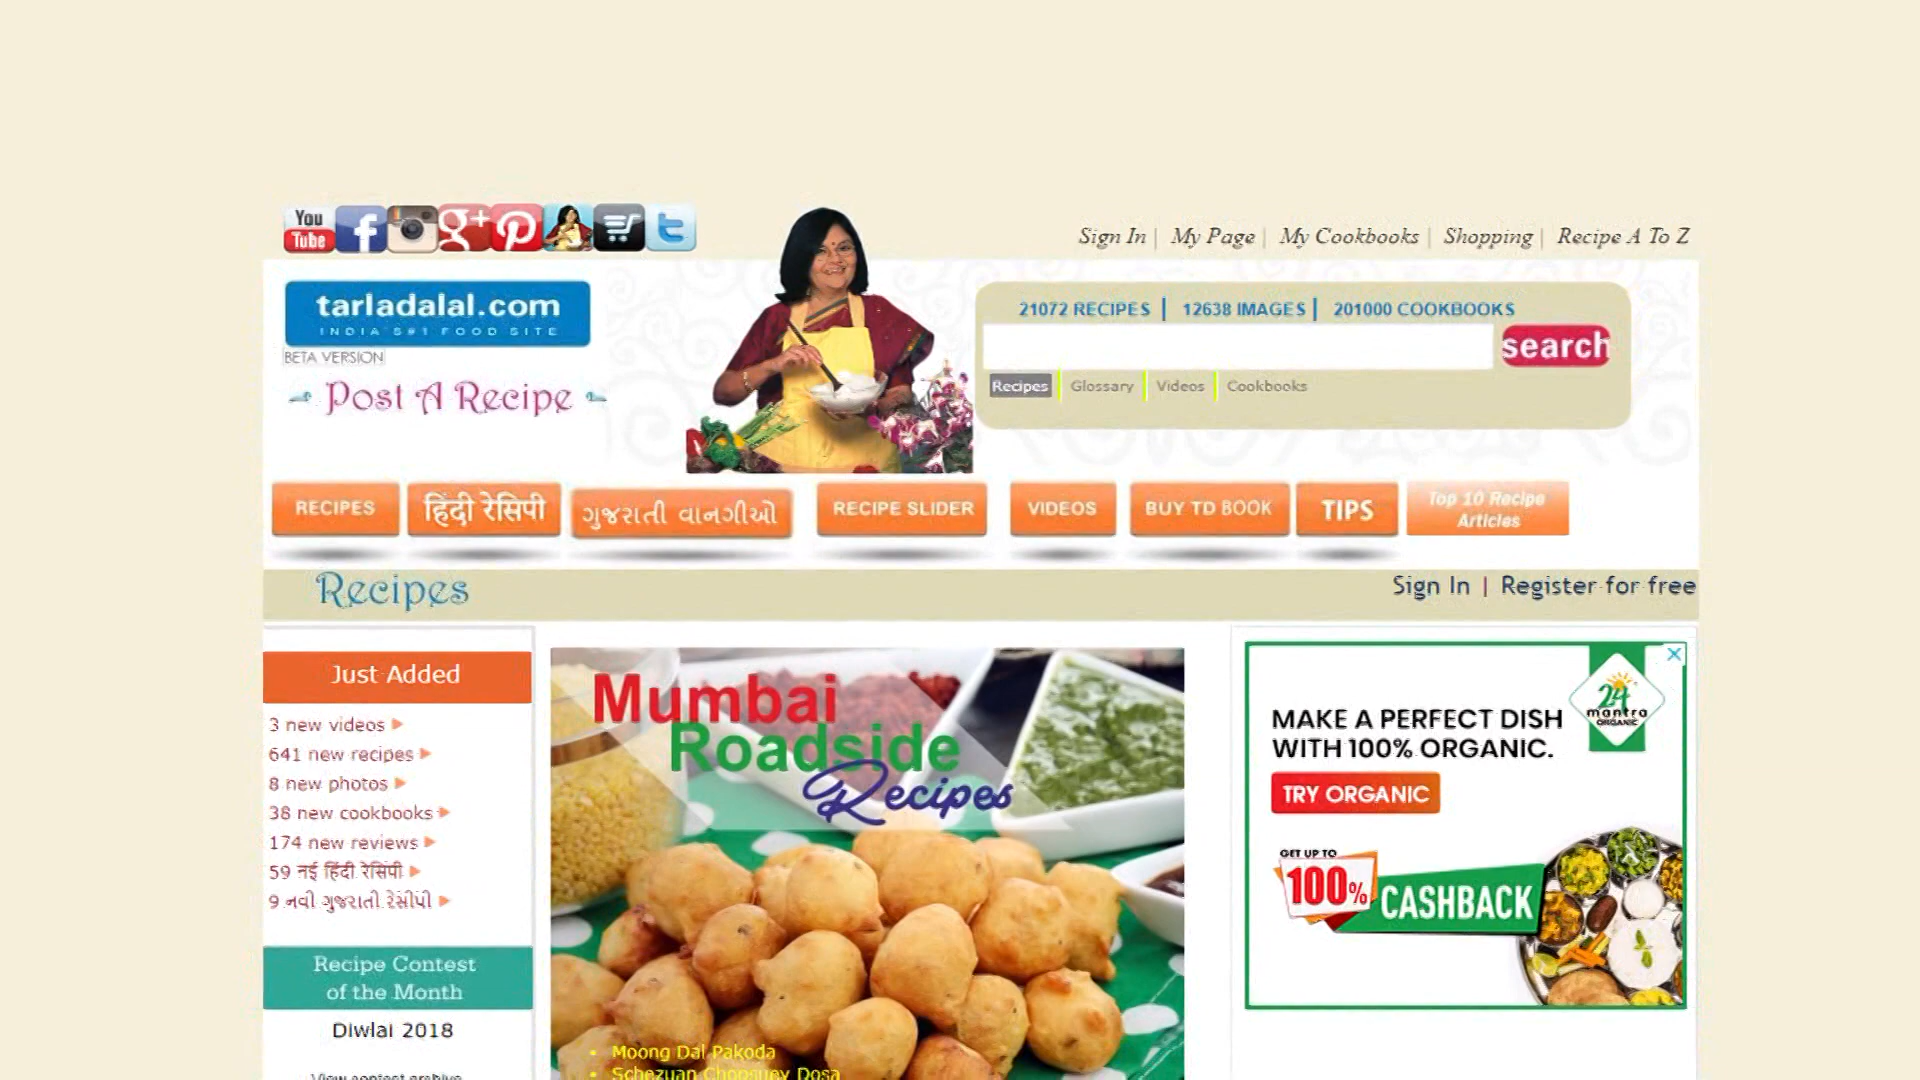 You
Tube
Sign In | My Page | My Cookbooks | Shopping | Recipe A To Z
tarladalal.com
INDIA'S#1 FOOD SITE
BETA VERSION
Post A Recipe
21072 RECIPES | 12638 IMAGES | 201000 COOKBOOKS
search
Recipes Glossary Videos Cookbooks
RECIPES हिंदी रेसिपी ગુજરાતી વાનગીઓ RECIPE SLIDER VIDEOS BUY TD BOOK TIPS
Top 10 Recipe
Articles
Recipes
Sign In | Register for free
Just Added
3 new videos
641 new recipes
8 new photos
38 new cookbooks
174 new reviews
59 नई हिंदी रेसिपी
9 નવી ગુજરાતી રેસીપી
Recipe Contest
of the Month
Diwlai 2018
View contest archive
Mumbai
Roadside
Recipes
Moong Dal Pakoda
Schezuan Chopsuey Dosa
24
mantra
ORGANIC
MAKE A PERFECT DISH
WITH 100% ORGANIC.
TRY ORGANIC
GET UP TO
100%
CASHBACK